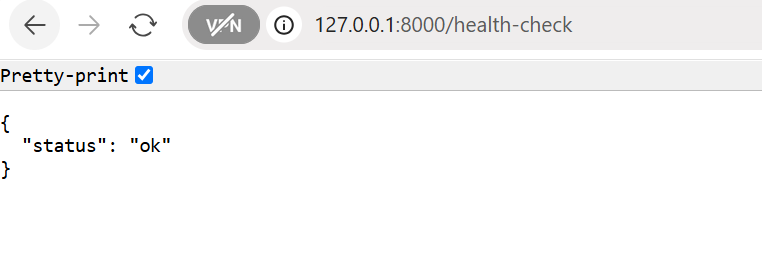 VPN 127.0.0.1:8000/health-check
Pretty-print
{
"status": "ok"
}